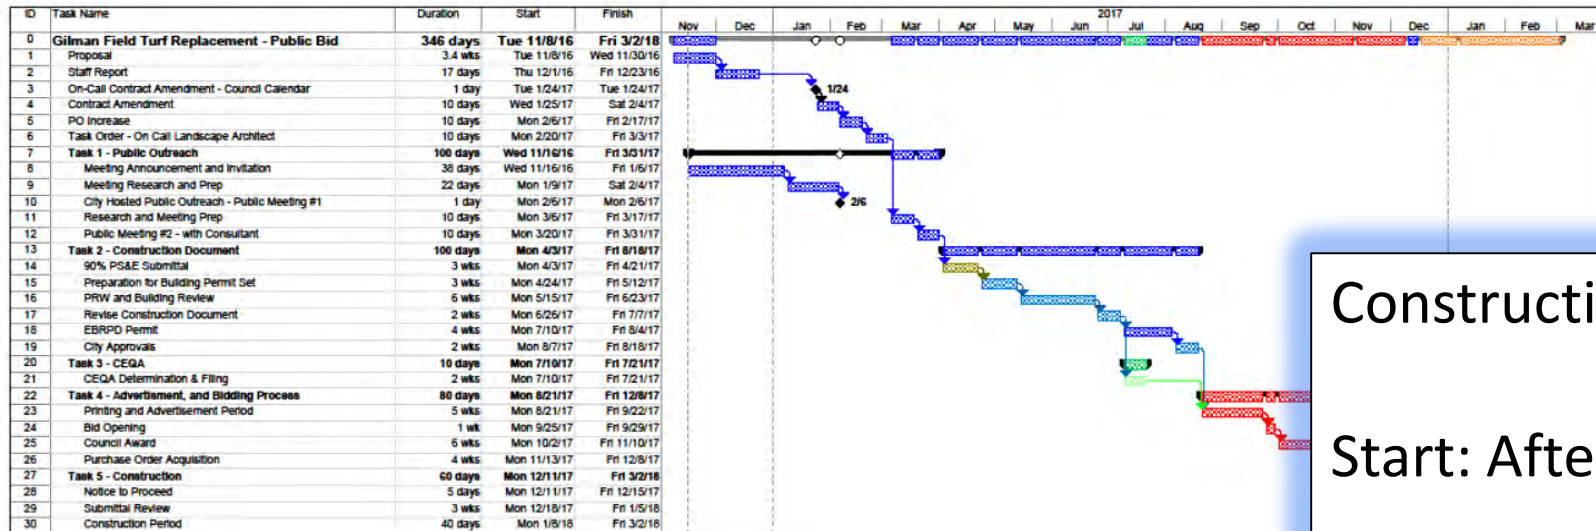 ID Task Name Duration Start Finish 2017
Nov Dec Jan Feb Mar Apr May Jun Jul Aug Sep Oct Nov Dec Jan Feb Mar
0 Gilman Field Turf Replacement - Public Bid 346 days Tue 11/8/16 Fri 3/2/18
1 Proposal 3.4 wks Tue 11/8/16 Wed 11/30/16
2 Staff Report 17 days Thu 12/1/16 Fri 12/23/16
3 On-Call Contract Amendment - Council Calendar 1 day Tue 1/24/17 Tue 1/24/17 1/24
4 Contract Amendment 10 days Wed 1/25/17 Sat 2/4/17
5 PO Increase 10 days Mon 2/6/17 Fri 2/17/17
6 Task Order - On Call Landscape Architect 10 days Mon 2/20/17 Fri 3/3/17
7 Task 1 - Public Outreach 100 days Wed 11/16/16 Fri 3/31/17
8 Meeting Announcement and Invitation 38 days Wed 11/16/16 Fri 1/6/17
9 Meeting Research and Prep 22 days Mon 1/9/17 Sat 2/4/17
10 City Hosted Public Outreach - Public Meeting #1 1 day Mon 2/6/17 Mon 2/6/17 2/6
11 Research and Meeting Prep 10 days Mon 3/6/17 Fri 3/17/17
12 Public Meeting #2 - with Consultant 10 days Mon 3/20/17 Fri 3/31/17
13 Task 2 - Construction Document 100 days Mon 4/3/17 Fri 8/18/17
14 90% PS&E Submittal 3 wks Mon 4/3/17 Fri 4/21/17
15 Preparation for Building Permit Set 3 wks Mon 4/24/17 Fri 5/12/17
16 PRW and Building Review 6 wks Mon 5/15/17 Fri 6/23/17
17 Revise Construction Document 2 wks Mon 6/26/17 Fri 7/7/17
18 EBRPD Permit 4 wks Mon 7/10/17 Fri 8/4/17
19 City Approvals 2 wks Mon 8/7/17 Fri 8/18/17
20 Task 3 - CEQA 10 days Mon 7/10/17 Fri 7/21/17
21 CEQA Determination & Filing 2 wks Mon 7/10/17 Fri 7/21/17
22 Task 4 - Advertisment, and Bidding Process 80 days Mon 8/21/17 Fri 12/8/17
23 Printing and Advertisement Period 5 wks Mon 8/21/17 Fri 9/22/17
24 Bid Opening 1 wk Mon 9/25/17 Fri 9/29/17
25 Council Award 6 wks Mon 10/2/17 Fri 11/10/17
26 Purchase Order Acquisition 4 wks Mon 11/13/17 Fri 12/8/17
27 Task 5 - Construction 60 days Mon 12/11/17 Fri 3/2/18
28 Notice to Proceed 5 days Mon 12/11/17 Fri 12/15/17
29 Submittal Review 3 wks Mon 12/18/17 Fri 1/5/18
30 Construction Period 40 days Mon 1/8/18 Fri 3/2/18
Constructi
Start: Afte